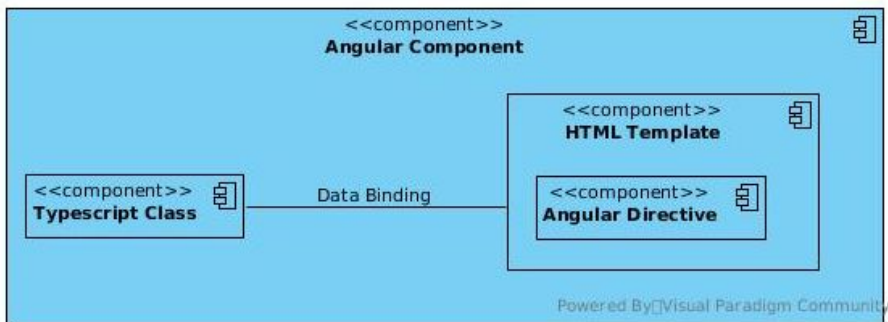 <<component>>
Angular Component
<<component>>
HTML Template
<<component>>
Typescript Class
Data Binding
<<component>>
Angular Directive
Powered By Visual Paradigm Community